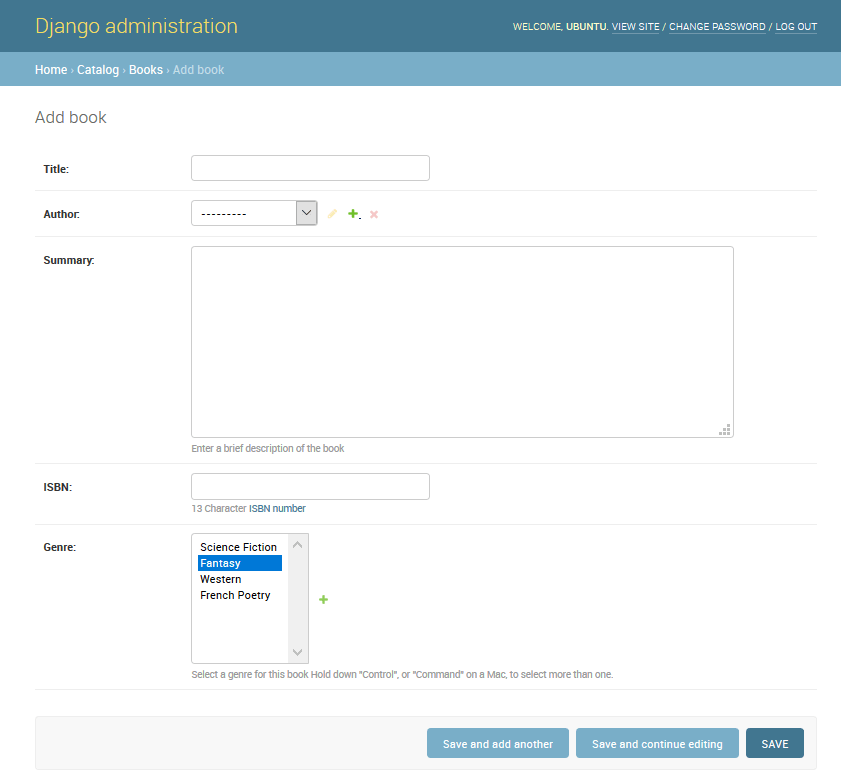 Django administration
WELCOME, UBUNTU. VIEW SITE / CHANGE PASSWORD / LOG OUT
Home › Catalog › Books › Add book
Add book
Title:
Author: ---------
Summary:
Enter a brief description of the book
ISBN:
13 Character ISBN number
Genre:
Science Fiction
Fantasy
Western
French Poetry
Select a genre for this book Hold down "Control", or "Command" on a Mac, to select more than one.
Save and add another Save and continue editing SAVE